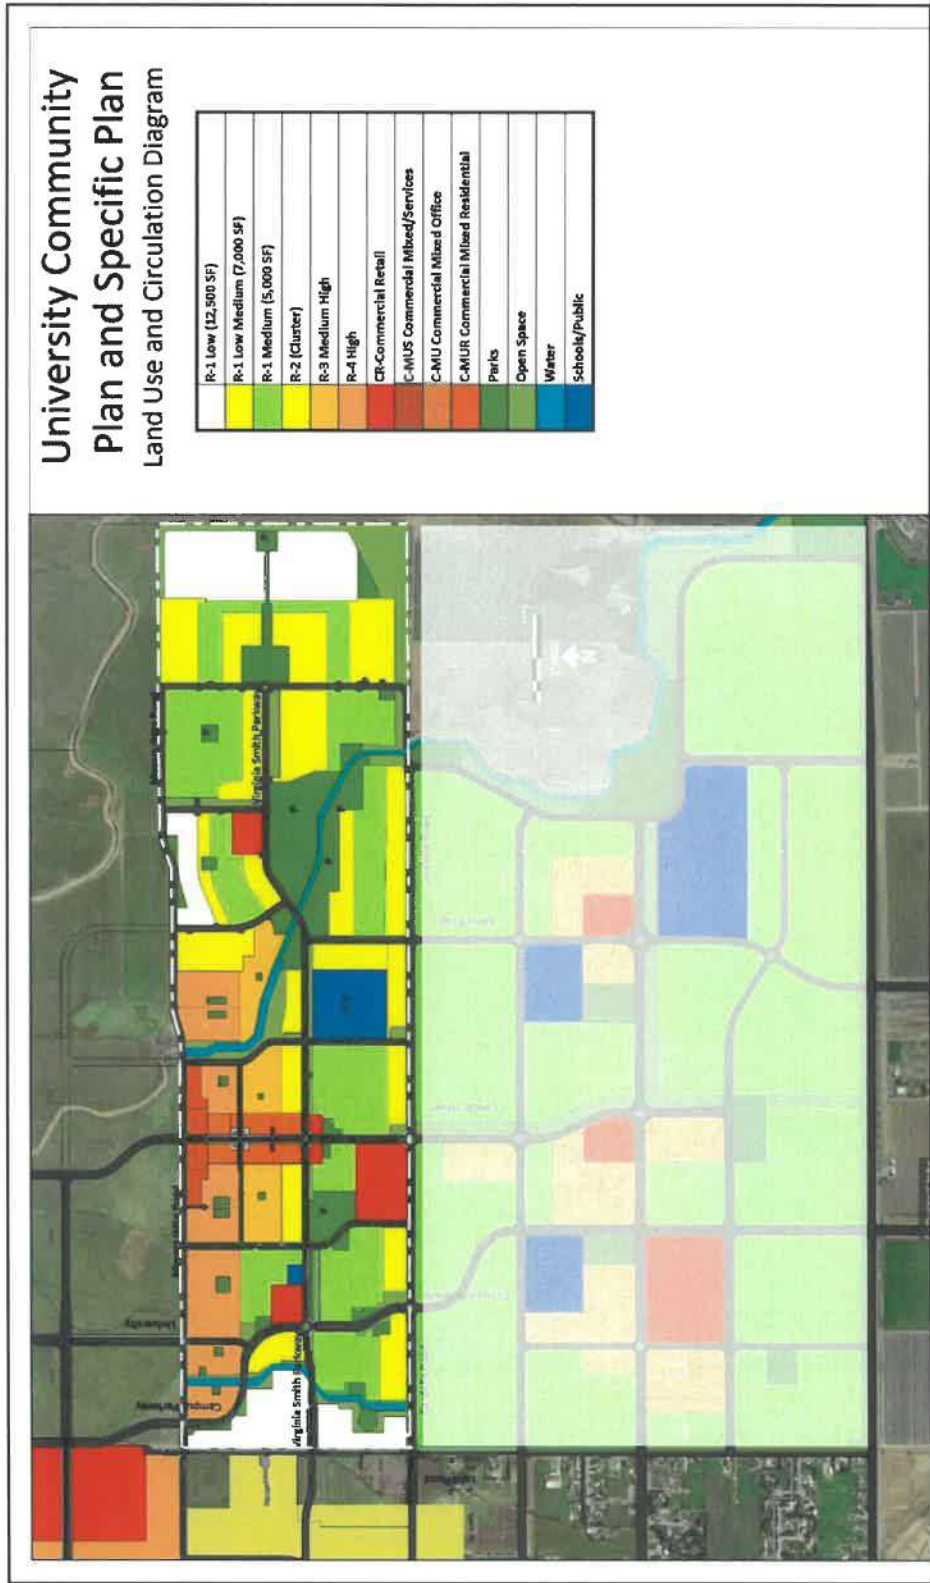 University Community
Plan and Specific Plan
Land Use and Circulation Diagram
R-1 Low (12,500 SF)
R-1 Low Medium (7,000 SF)
R-1 Medium (5,000 SF)
R-2 (Cluster)
R-3 Medium High
R-4 High
CR-Commercial Retail
C-MUS Commercial Mixed/Services
C-MU Commercial Mixed Office
C-MUR Commercial Mixed Residential
Parks
Open Space
Water
Schools/Public
Virginia Smith Parkway
University
Campus Parkway
Virginia Smith Parkway
N